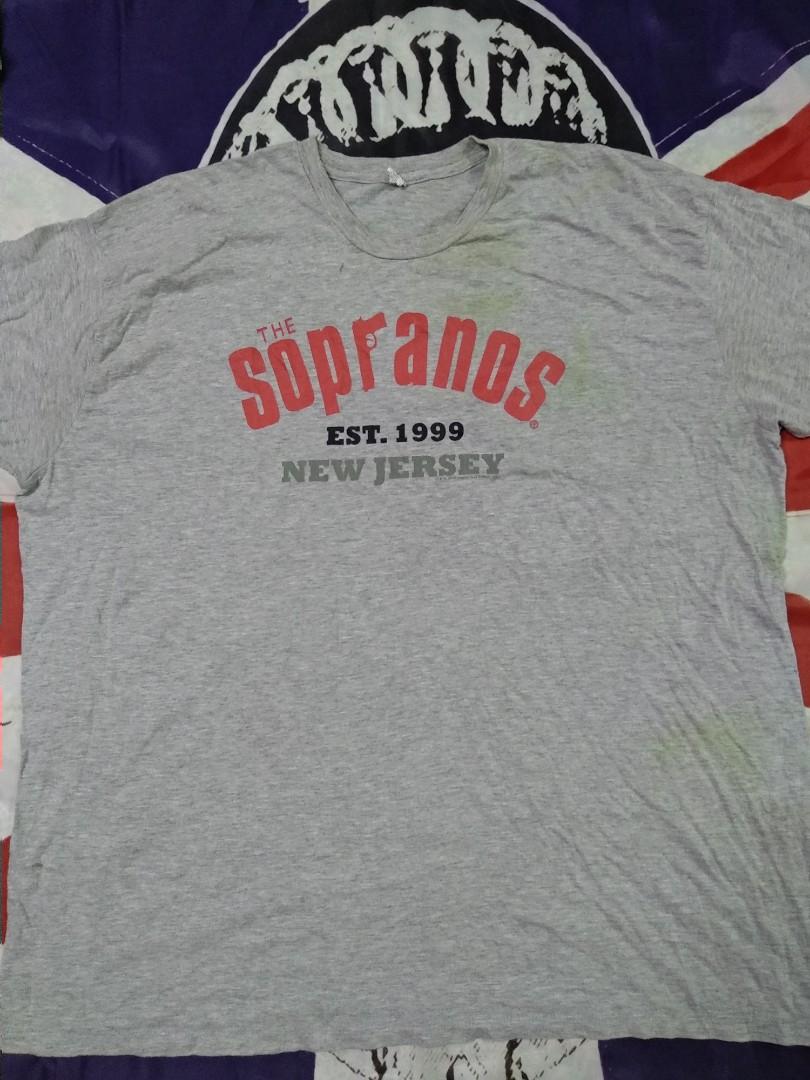 THE
sopranos®
EST. 1999
NEW JERSEY